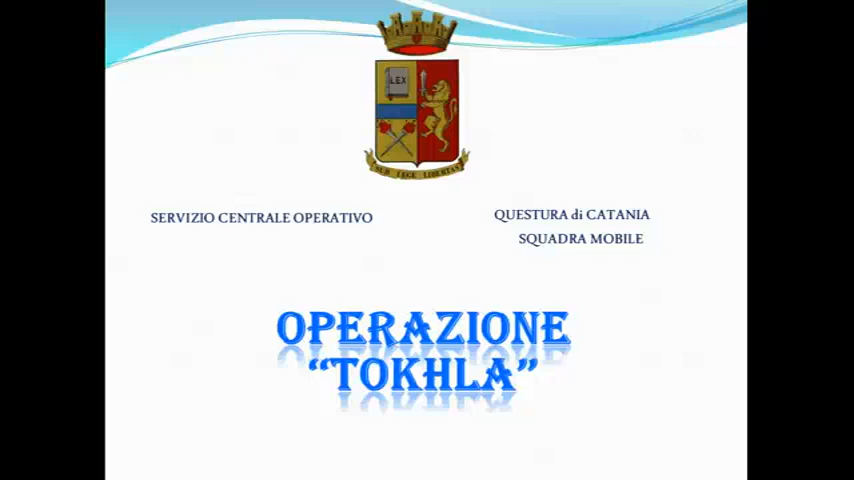 LEX
SUB LEGE LIBERTAS
SERVIZIO CENTRALE OPERATIVO
QUESTURA di CATANIA
SQUADRA MOBILE
OPERAZIONE
“TOKHLA”